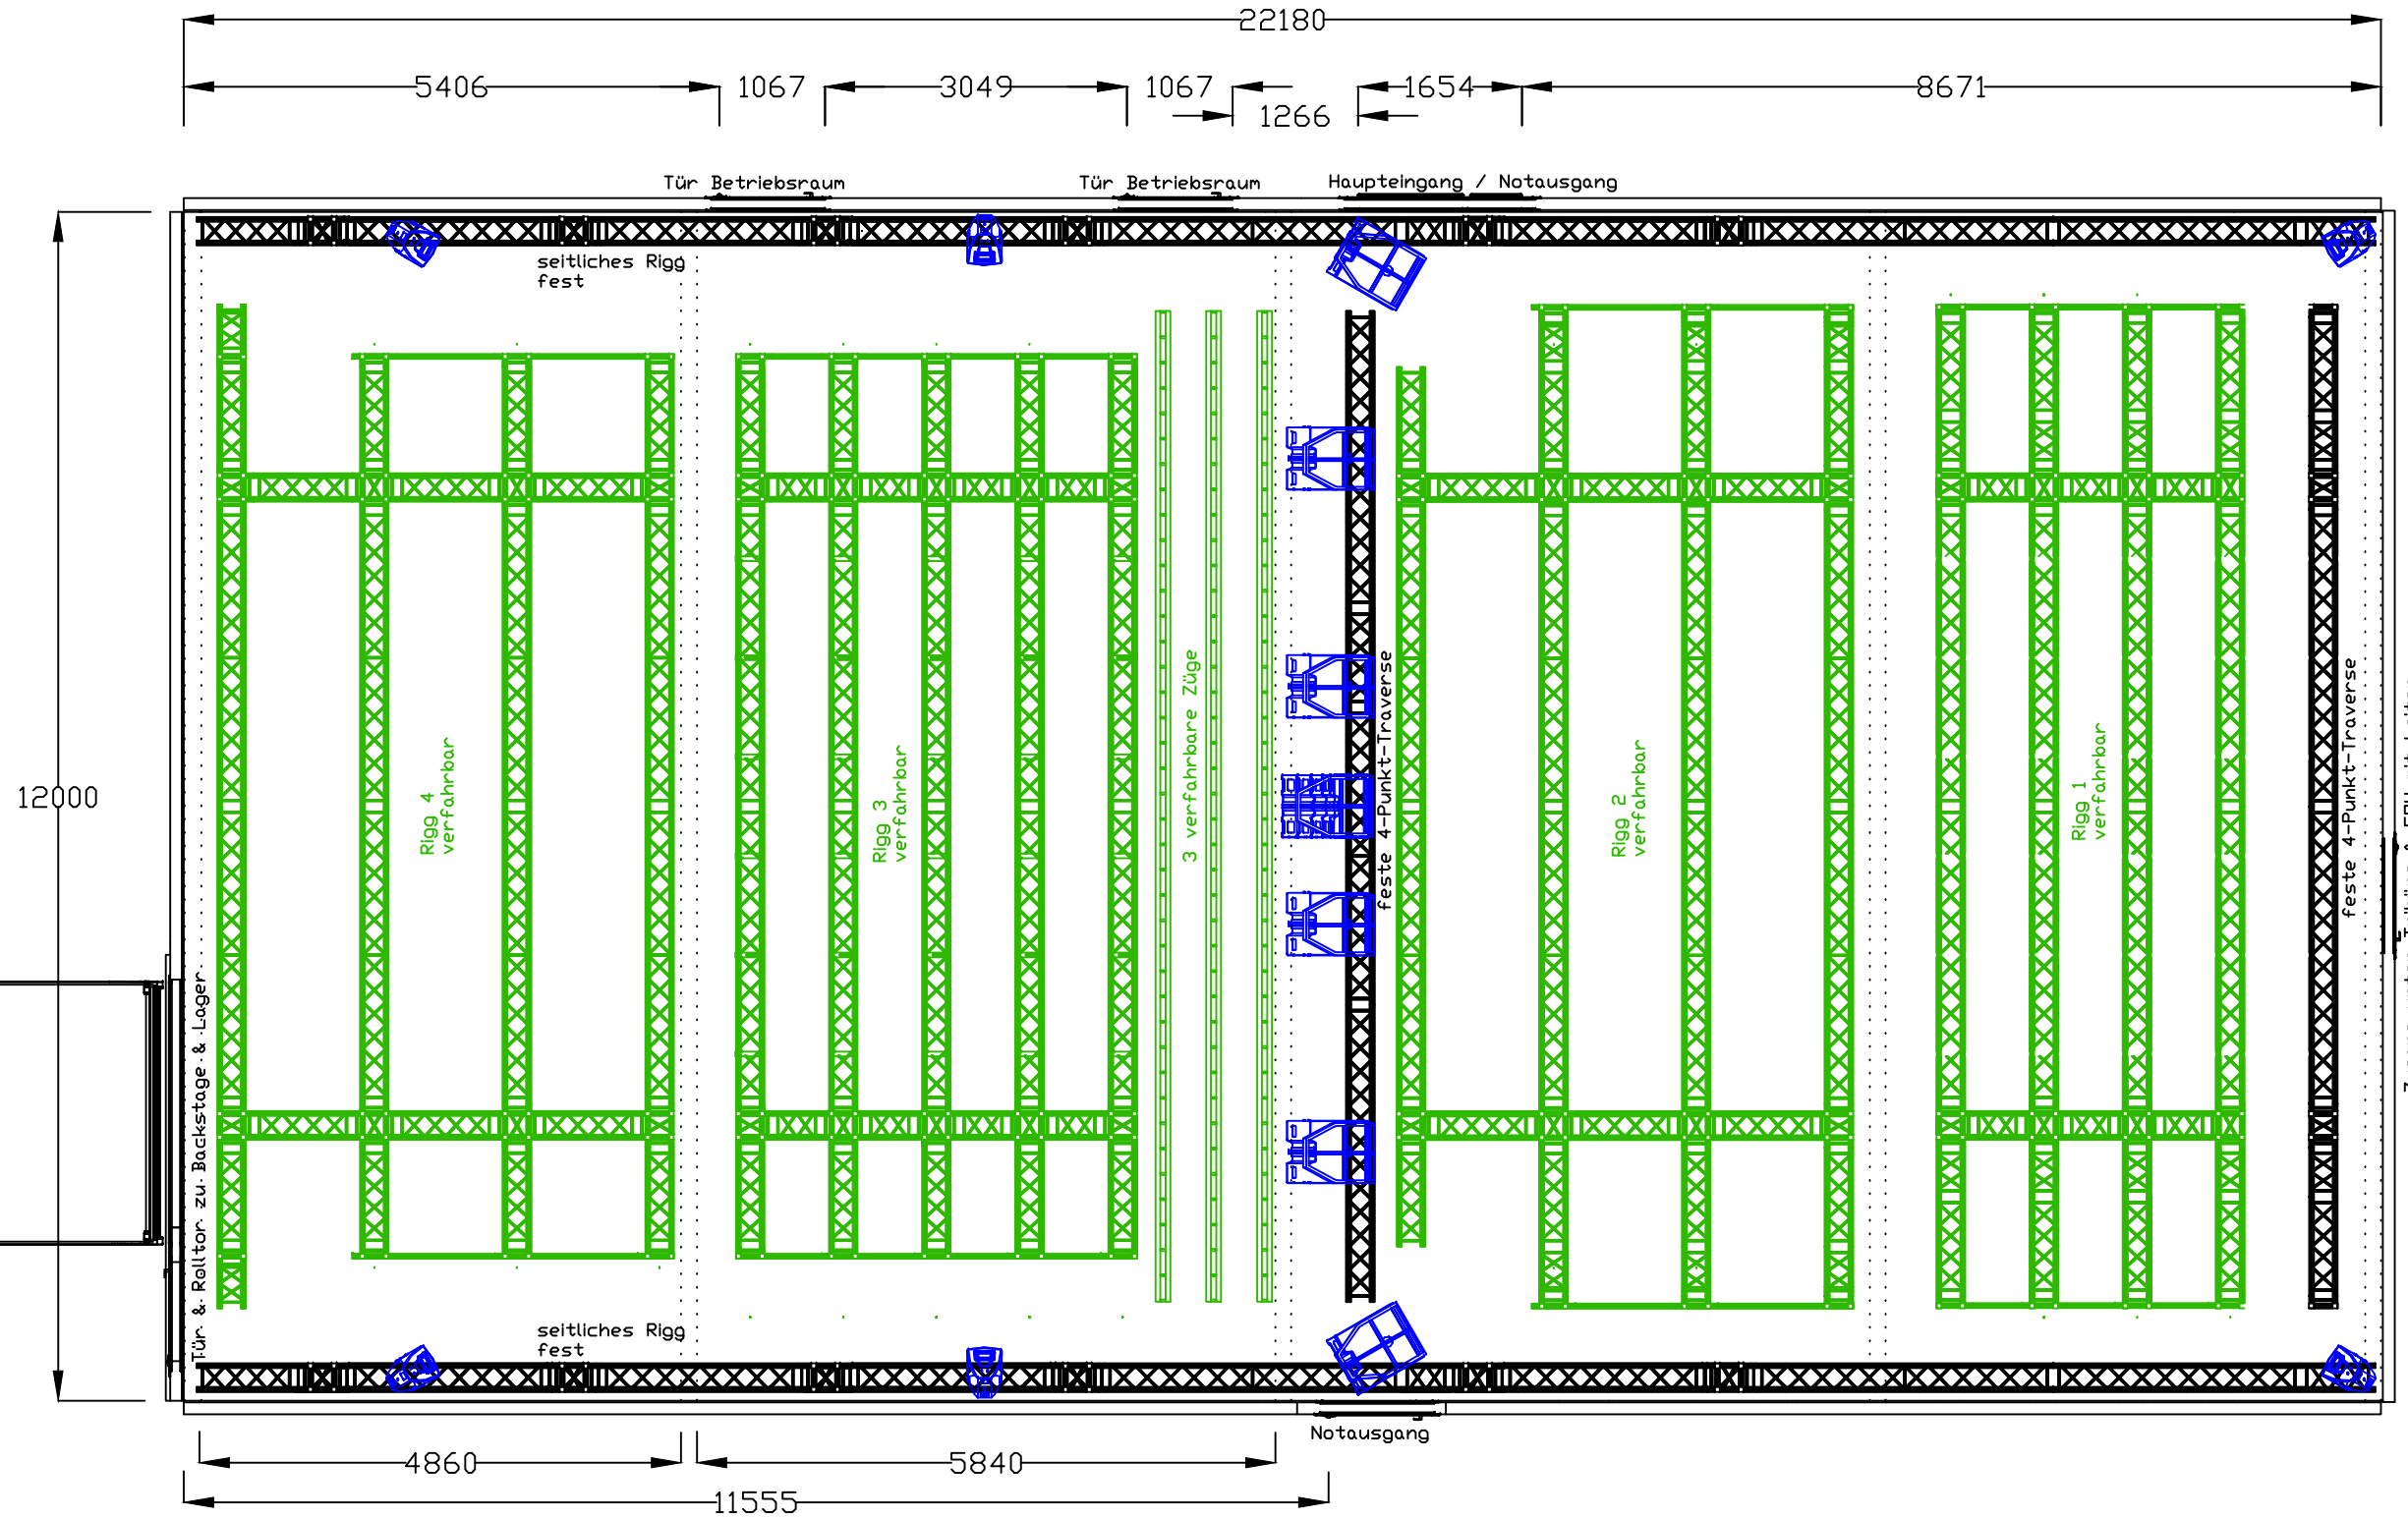 22180
5406
1067
3049
1067
1654
8671
1266
Tür Betriebsraum
Tür Betriebsraum
Haupteingang / Notausgang
seitliches Rigg
fest
12000
Rigg 4
verfahrbar
Rigg 3
verfahrbar
3 verfahrbare Züge
feste 4-Punkt-Traverse
Rigg 2
verfahrbar
Rigg 1
verfahrbar
feste 4-Punkt-Traverse
Tür & Rolltor zu Backstage & Lager
seitliches Rigg
fest
Notausgang
4860
5840
11555